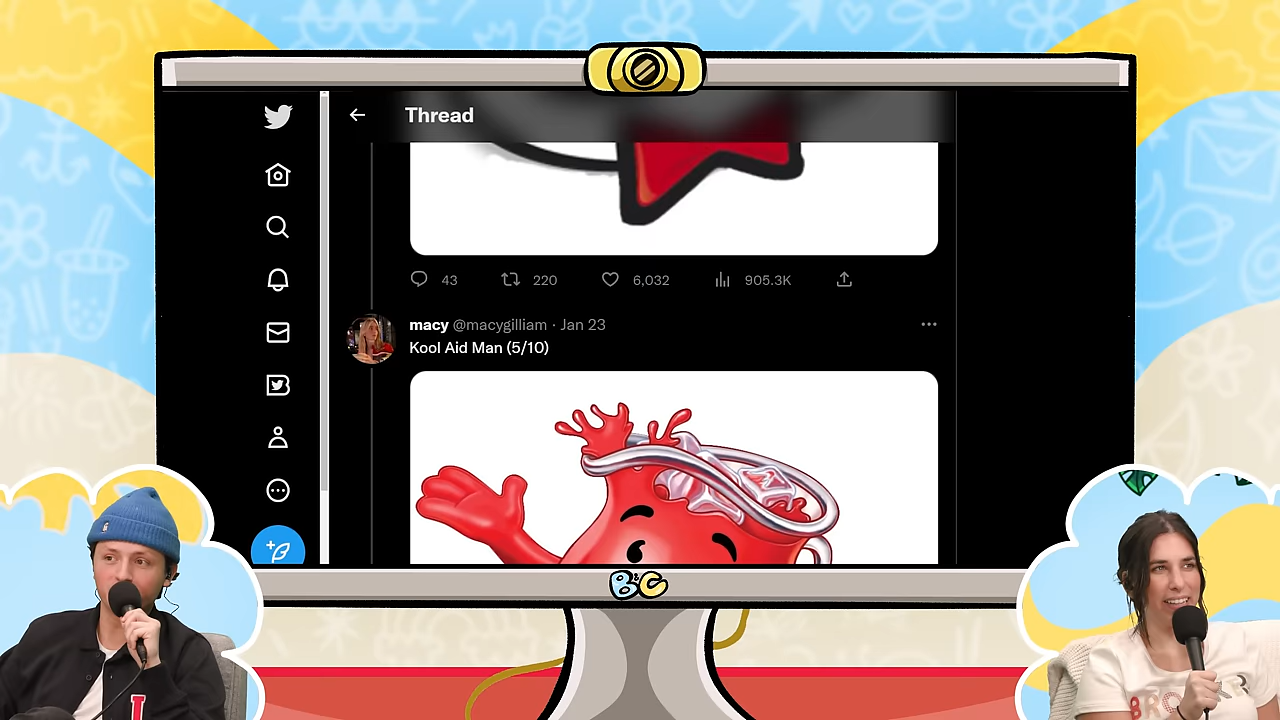 Thread
43 220 6,032 905.3K
macy @macygilliam · Jan 23
Kool Aid Man (5/10)
B&C